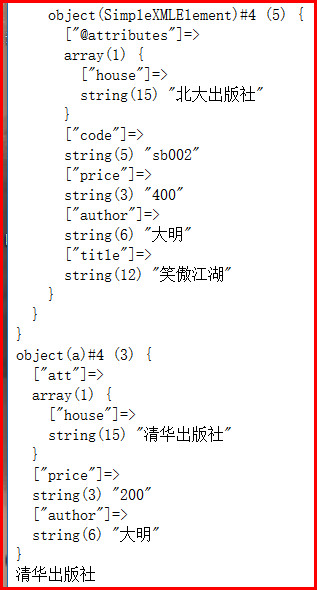 object(SimpleXMLElement)#4 (5) {
["@attributes"]=>
array(1) {
["house"]=>
string(15) "北大出版社"
}
["code"]=>
string(5) "sb002"
["price"]=>
string(3) "400"
["author"]=>
string(6) "大明"
["title"]=>
string(12) "笑傲江湖"
}
}
}
object(a)#4 (3) {
["att"]=>
array(1) {
["house"]=>
string(15) "清华出版社"
}
["price"]=>
string(3) "200"
["author"]=>
string(6) "大明"
}
清华出版社